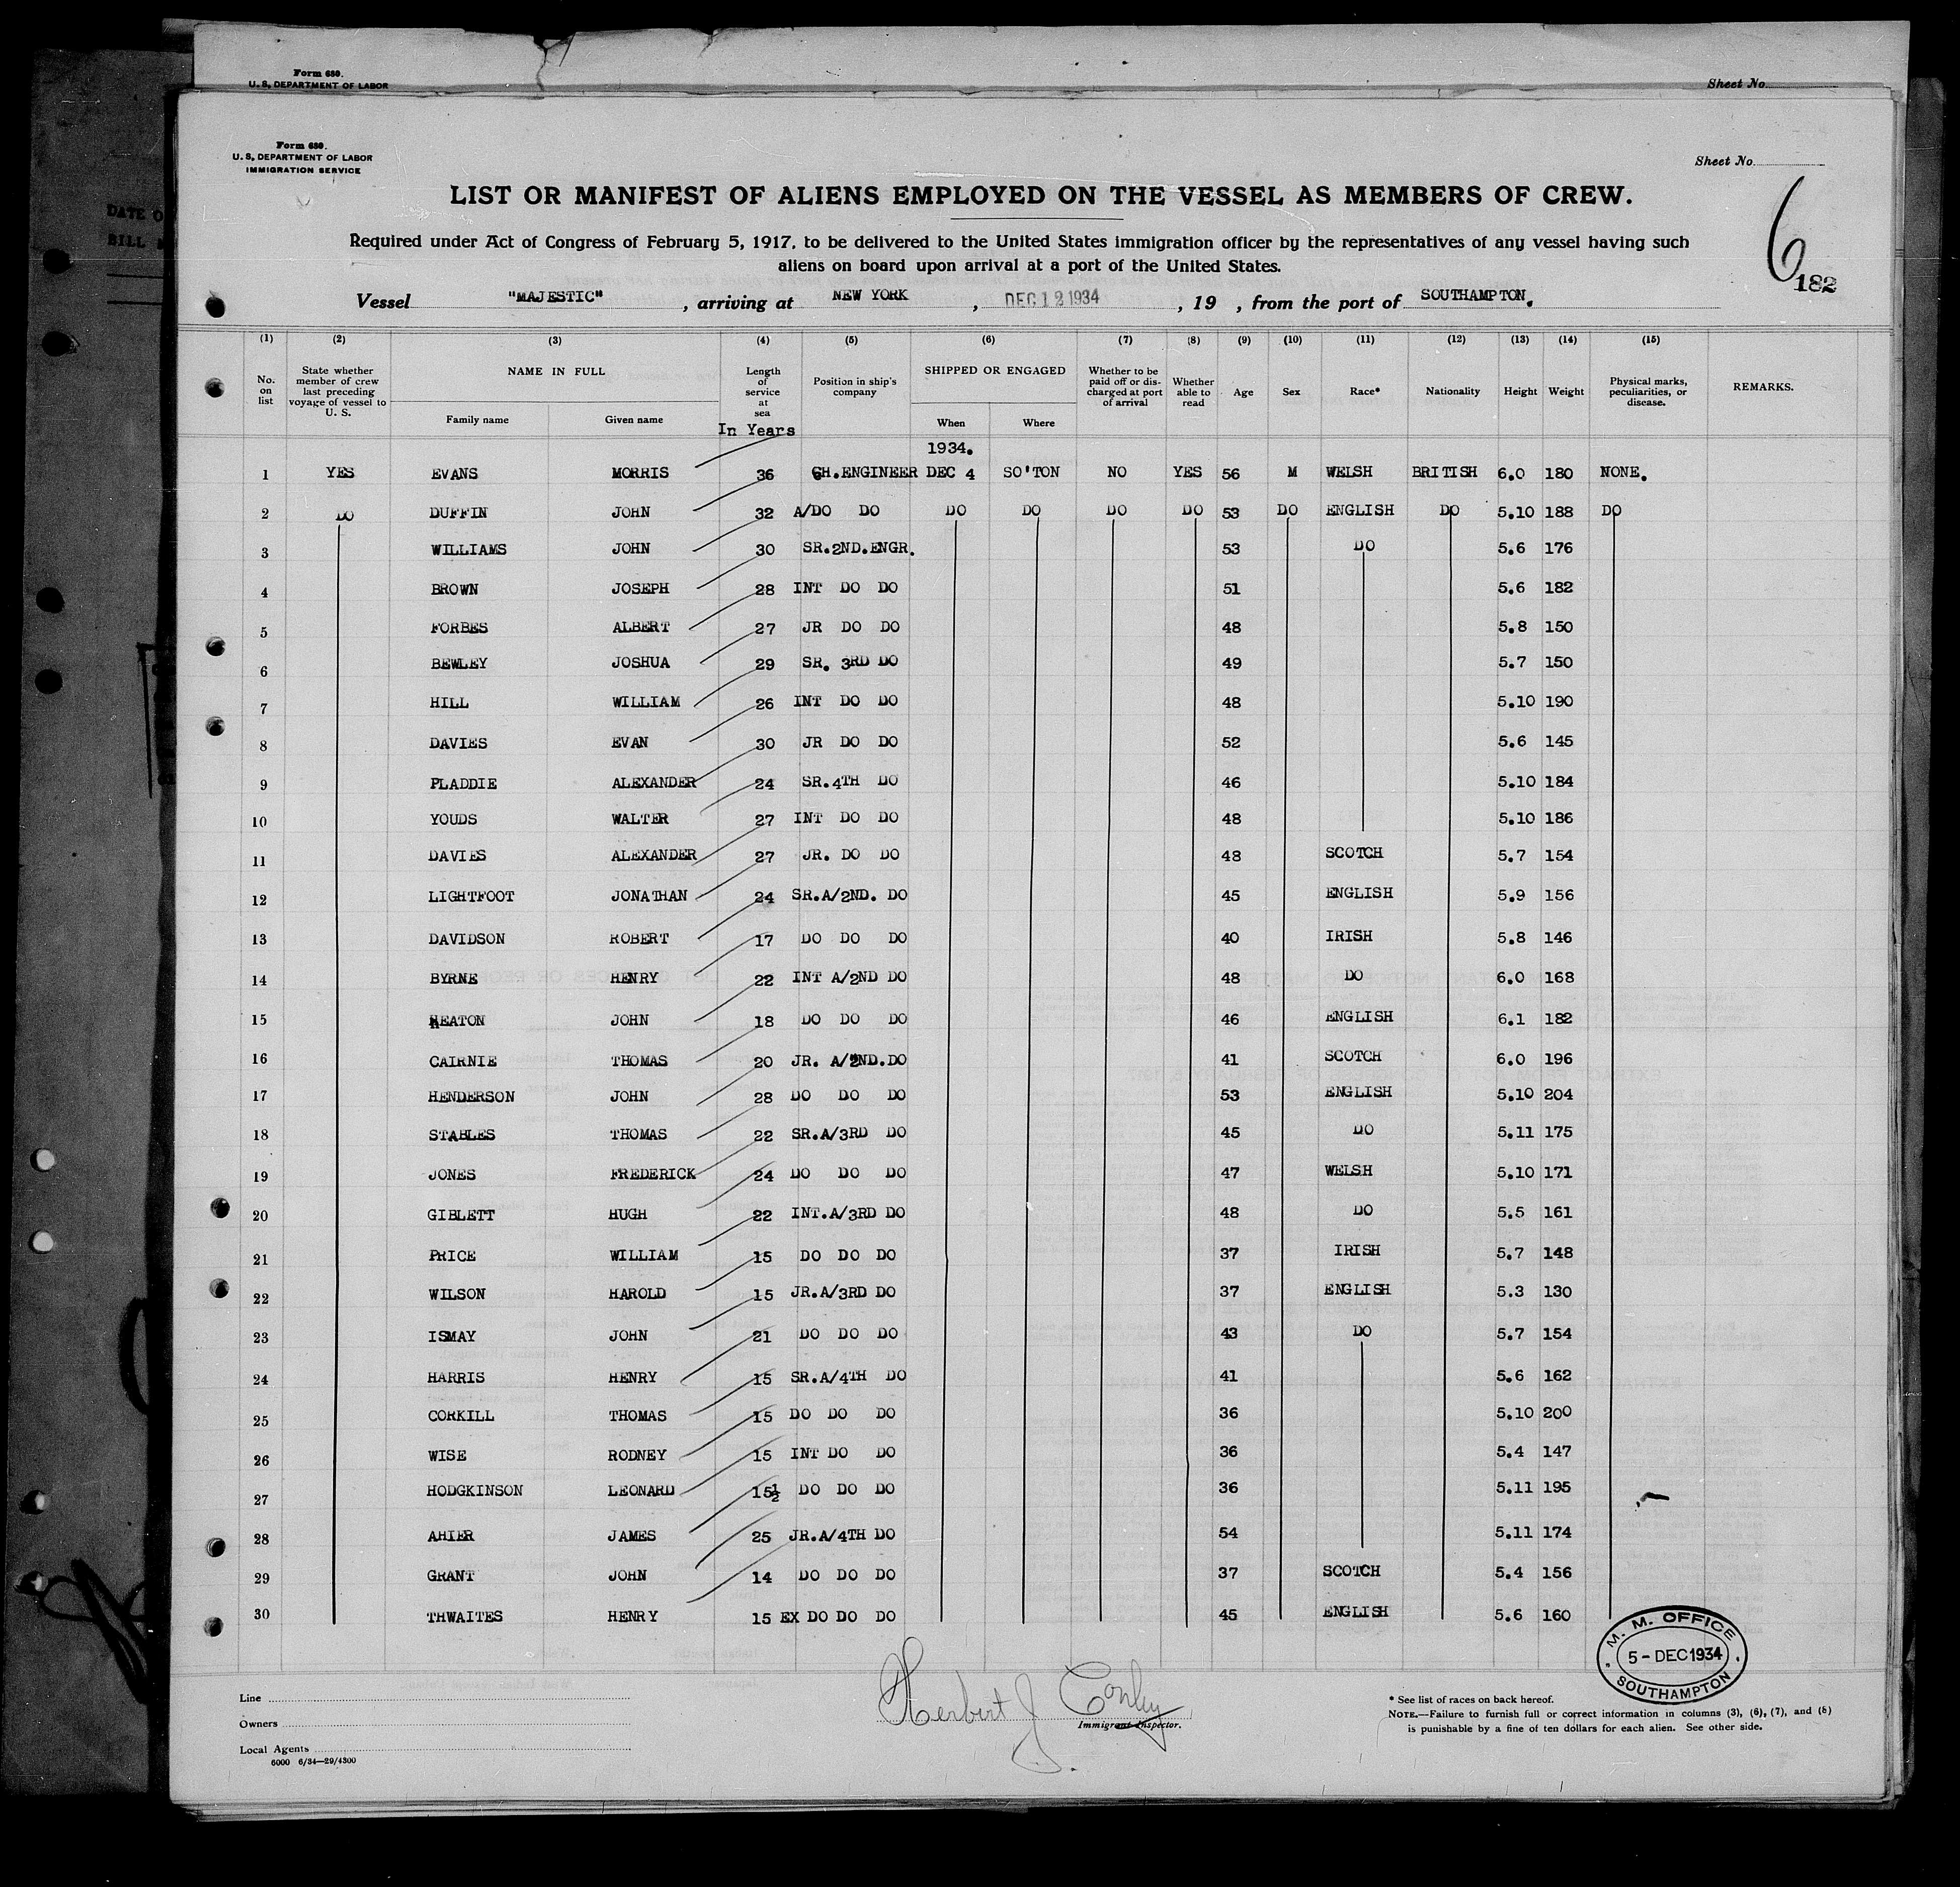 Form 680.
U. S. DEPARTMENT OF LABOR
Sheet No.
DATE O
BILL
Form 680.
U. S. DEPARTMENT OF LABOR
IMMIGRATION SERVICE
Sheet No.
6
182
LIST OR MANIFEST OF ALIENS EMPLOYED ON THE VESSEL AS MEMBERS OF CREW.
Required under Act of Congress of February 5, 1917, to be delivered to the United States immigration officer by the representatives of any vessel having such
aliens on board upon arrival at a port of the United States.
Vessel "MAJESTIC", arriving at NEW YORK, DEC 12 1934, 19 , from the port of SOUTHAMPTON.
(1) (2) (3) (4) (5) (6) (7) (8) (9) (10) (11) (12) (13) (14) (15)
No. on list
State whether member of crew last preceding voyage of vessel to U. S.
NAME IN FULL
Family name Given name
Length of service at sea
In Years
Position in ship's company
SHIPPED OR ENGAGED
When Where
Whether to be paid off or discharged at port of arrival
Whether able to read
Age
Sex
Race*
Nationality
Height
Weight
Physical marks, peculiarities, or disease.
REMARKS.
1934.
1 YES EVANS MORRIS 36 CH.ENGINEER DEC 4 SO'TON NO YES 56 M WELSH BRITISH 6.0 180 NONE.
2 DO DUFFIN JOHN 32 A/DO DO DO DO DO DO 53 DO ENGLISH DO 5.10 188 DO
3 WILLIAMS JOHN 30 SR.2ND.ENGR. 53 DO 5.6 176
4 BROWN JOSEPH 28 INT DO DO 51 5.6 182
5 FORBES ALBERT 27 JR DO DO 48 5.8 150
6 BEWLEY JOSHUA 29 SR. 3RD DO 49 5.7 150
7 HILL WILLIAM 26 INT DO DO 48 5.10 190
8 DAVIES EVAN 30 JR DO DO 52 5.6 145
9 PLADDIE ALEXANDER 24 SR.4TH DO 46 5.10 184
10 YOUDS WALTER 27 INT DO DO 48 5.10 186
11 DAVIES ALEXANDER 27 JR. DO DO 48 SCOTCH 5.7 154
12 LIGHTFOOT JONATHAN 24 SR.A/2ND. DO 45 ENGLISH 5.9 156
13 DAVIDSON ROBERT 17 DO DO DO 40 IRISH 5.8 146
14 BYRNE HENRY 22 INT A/2ND DO 48 DO 6.0 168
15 HEATON JOHN 18 DO DO DO 46 ENGLISH 6.1 182
16 CAIRNIE THOMAS 20 JR. A/2ND.DO 41 SCOTCH 6.0 196
17 HENDERSON JOHN 28 DO DO DO 53 ENGLISH 5.10 204
18 STABLES THOMAS 22 SR.A/3RD DO 45 DO 5.11 175
19 JONES FREDERICK 24 DO DO DO 47 WELSH 5.10 171
20 GIBLETT HUGH 22 INT.A/3RD DO 48 DO 5.5 161
21 PRICE WILLIAM 15 DO DO DO 37 IRISH 5.7 148
22 WILSON HAROLD 15 JR.A/3RD DO 37 ENGLISH 5.3 130
23 ISMAY JOHN 21 DO DO DO 43 DO 5.7 154
24 HARRIS HENRY 15 SR.A/4TH DO 41 5.6 162
25 CORKILL THOMAS 15 DO DO DO 36 5.10 200
26 WISE RODNEY 15 INT DO DO 36 5.4 147
27 HODGKINSON LEONARD 15½ DO DO DO 36 5.11 195
28 AHIER JAMES 25 JR.A/4TH DO 54 5.11 174
29 GRANT JOHN 14 DO DO DO 37 SCOTCH 5.4 156
30 THWAITES HENRY 15 EX DO DO DO 45 ENGLISH 5.6 160
M. M. OFFICE
5 - DEC 1934
SOUTHAMPTON
Line
Owners
Local Agents
6000 6/34—29/4300
Herbert J Conley
Immigrant Inspector.
* See list of races on back hereof.
NOTE.—Failure to furnish full or correct information in columns (3), (6), (7), and (8)
is punishable by a fine of ten dollars for each alien. See other side.